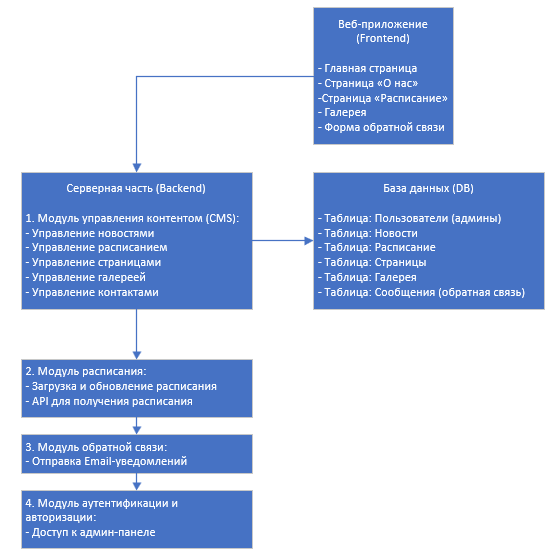 Веб-приложение
(Frontend)
- Главная страница
- Страница «О нас»
-Страница «Расписание»
- Галерея
- Форма обратной связи
Серверная часть (Backend)
1. Модуль управления контентом (CMS):
- Управление новостями
- Управление расписанием
- Управление страницами
- Управление галереей
- Управление контактами
База данных (DB)
- Таблица: Пользователи (админы)
- Таблица: Новости
- Таблица: Расписание
- Таблица: Страницы
- Таблица: Галерея
- Таблица: Сообщения (обратная связь)
2. Модуль расписания:
- Загрузка и обновление расписания
- API для получения расписания
3. Модуль обратной связи:
- Отправка Email-уведомлений
4. Модуль аутентификации и
авторизации:
- Доступ к админ-панеле